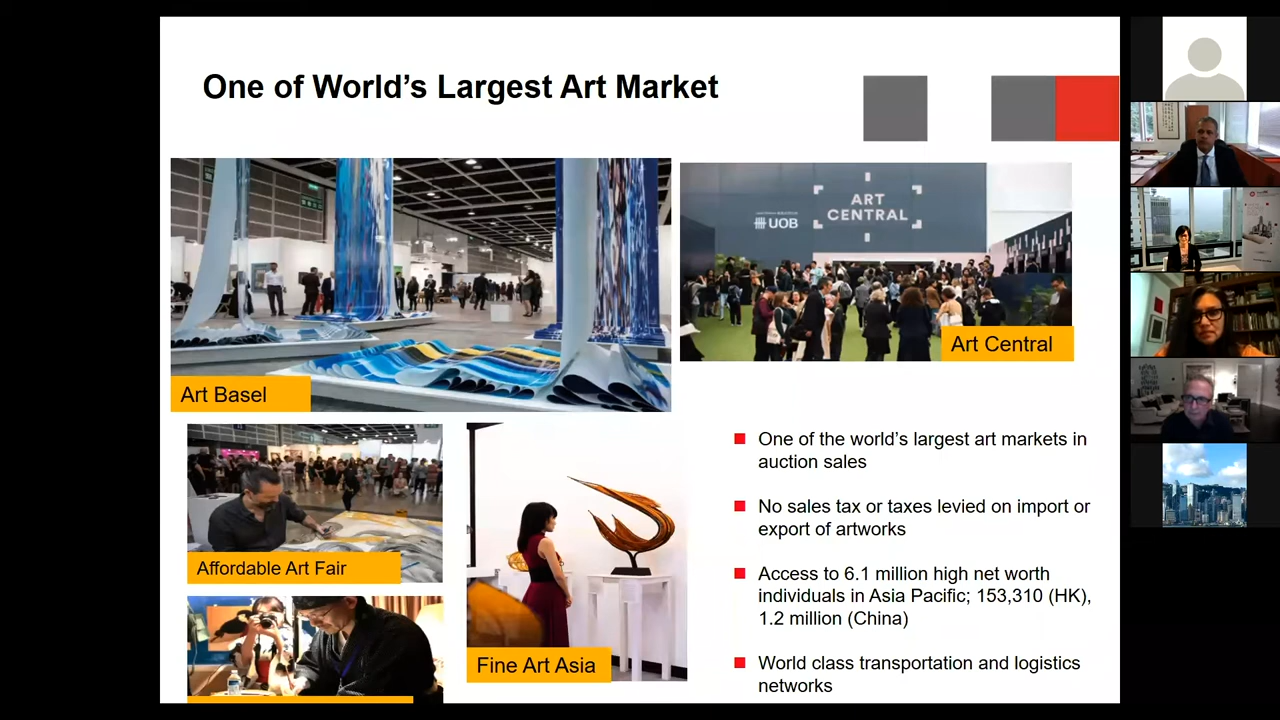 One of World's Largest Art Market
ART
CENTRAL
UOB
Art Central
Art Basel
Affordable Art Fair
Fine Art Asia
One of the world's largest art markets in
auction sales
No sales tax or taxes levied on import or
export of artworks
Access to 6.1 million high net worth
individuals in Asia Pacific; 153,310 (HK),
1.2 million (China)
World class transportation and logistics
networks